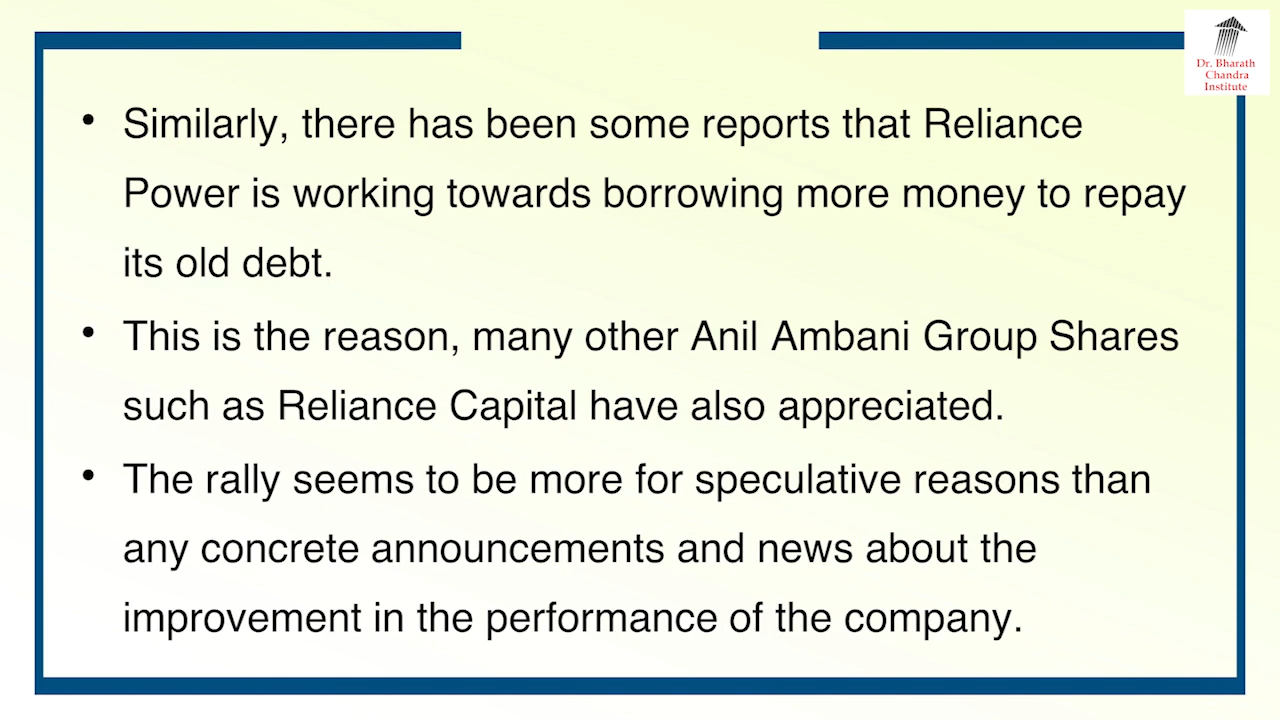 Dr. Bharath
Chandra
Institute
• Similarly, there has been some reports that Reliance
Power is working towards borrowing more money to repay
its old debt.
• This is the reason, many other Anil Ambani Group Shares
such as Reliance Capital have also appreciated.
• The rally seems to be more for speculative reasons than
any concrete announcements and news about the
improvement in the performance of the company.